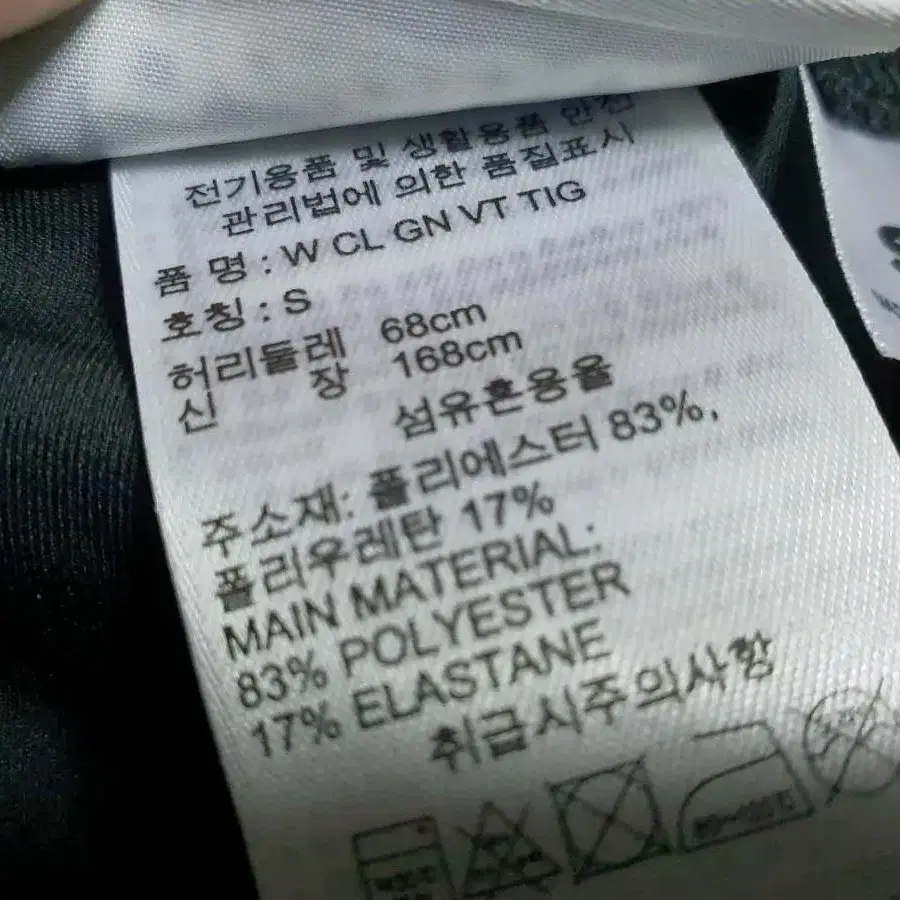 전기용품 및 생활용품 안전
관리법에 의한 품질표시
품 명 : W CL GN VT TIG
호칭 : S
허리둘레 68cm
신 장 168cm
섬유혼용율
주소재: 폴리에스터 83%,
폴리우레탄 17%
MAIN MATERIAL:
83% POLYESTER
17% ELASTANE
취급시주의사항